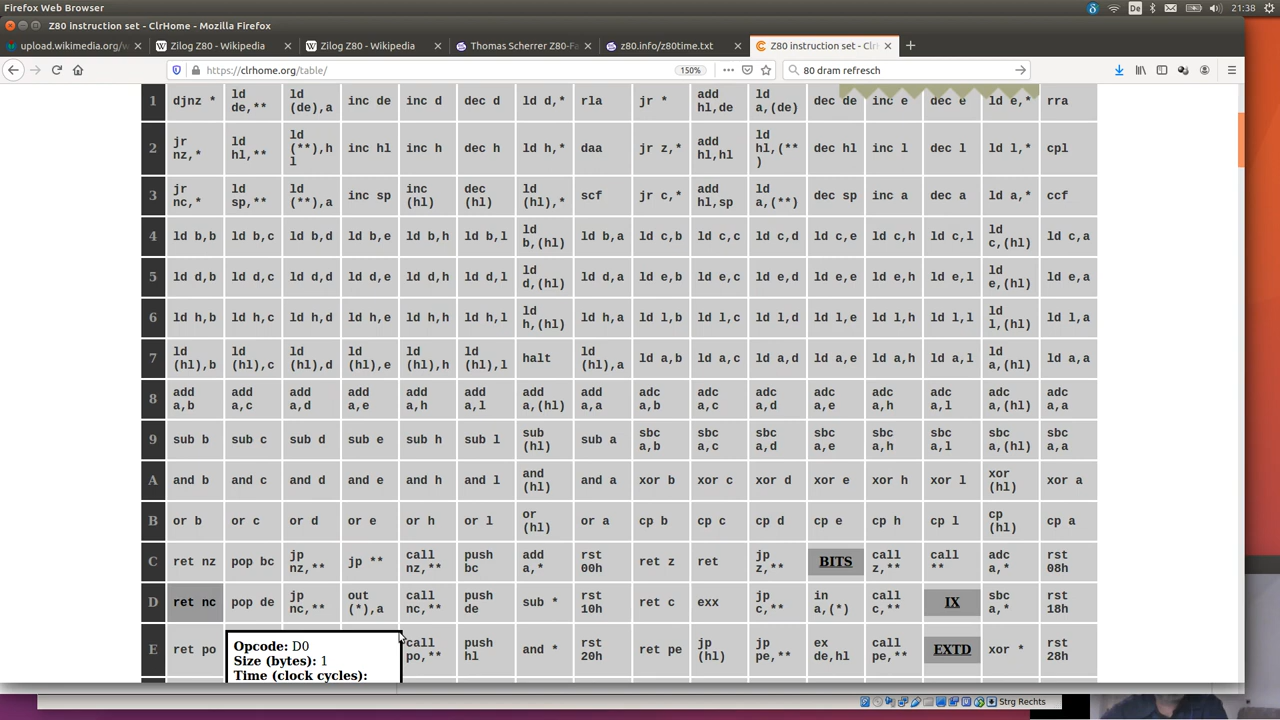 Firefox Web Browser
De
21:38
Z80 instruction set - ClrHome - Mozilla Firefox
upload.wikimedia.org/w
Zilog Z80 - Wikipedia
Zilog Z80 - Wikipedia
Thomas Scherrer Z80-Fa
z80.info/z80time.txt
Z80 instruction set - ClrH
https://clrhome.org/table/
150%
80 dram refresch
1 djnz * ld de,** ld (de),a inc de inc d dec d ld d,* rla jr * add hl,de ld a,(de) dec de inc e dec e ld e,* rra
2 jr nz,* ld hl,** ld (**),hl inc hl inc h dec h ld h,* daa jr z,* add hl,hl ld hl,(**) dec hl inc l dec l ld l,* cpl
3 jr nc,* ld sp,** ld (**),a inc sp inc (hl) dec (hl) ld (hl),* scf jr c,* add hl,sp ld a,(**) dec sp inc a dec a ld a,* ccf
4 ld b,b ld b,c ld b,d ld b,e ld b,h ld b,l ld b,(hl) ld b,a ld c,b ld c,c ld c,d ld c,e ld c,h ld c,l ld c,(hl) ld c,a
5 ld d,b ld d,c ld d,d ld d,e ld d,h ld d,l ld d,(hl) ld d,a ld e,b ld e,c ld e,d ld e,e ld e,h ld e,l ld e,(hl) ld e,a
6 ld h,b ld h,c ld h,d ld h,e ld h,h ld h,l ld h,(hl) ld h,a ld l,b ld l,c ld l,d ld l,e ld l,h ld l,l ld l,(hl) ld l,a
7 ld (hl),b ld (hl),c ld (hl),d ld (hl),e ld (hl),h ld (hl),l halt ld (hl),a ld a,b ld a,c ld a,d ld a,e ld a,h ld a,l ld a,(hl) ld a,a
8 add a,b add a,c add a,d add a,e add a,h add a,l add a,(hl) add a,a adc a,b adc a,c adc a,d adc a,e adc a,h adc a,l adc a,(hl) adc a,a
9 sub b sub c sub d sub e sub h sub l sub (hl) sub a sbc a,b sbc a,c sbc a,d sbc a,e sbc a,h sbc a,l sbc a,(hl) sbc a,a
A and b and c and d and e and h and l and (hl) and a xor b xor c xor d xor e xor h xor l xor (hl) xor a
B or b or c or d or e or h or l or (hl) or a cp b cp c cp d cp e cp h cp l cp (hl) cp a
C ret nz pop bc jp nz,** jp ** call nz,** push bc add a,* rst 00h ret z ret jp z,** BITS call z,** call ** adc a,* rst 08h
D ret nc pop de jp nc,** out (*),a call nc,** push de sub * rst 10h ret c exx jp c,** in a,(*) call c,** IX sbc a,* rst 18h
E ret po call po,** push hl and * rst 20h ret pe jp (hl) jp pe,** ex de,hl call pe,** EXTD xor * rst 28h
Opcode: D0
Size (bytes): 1
Time (clock cycles):
Strg Rechts